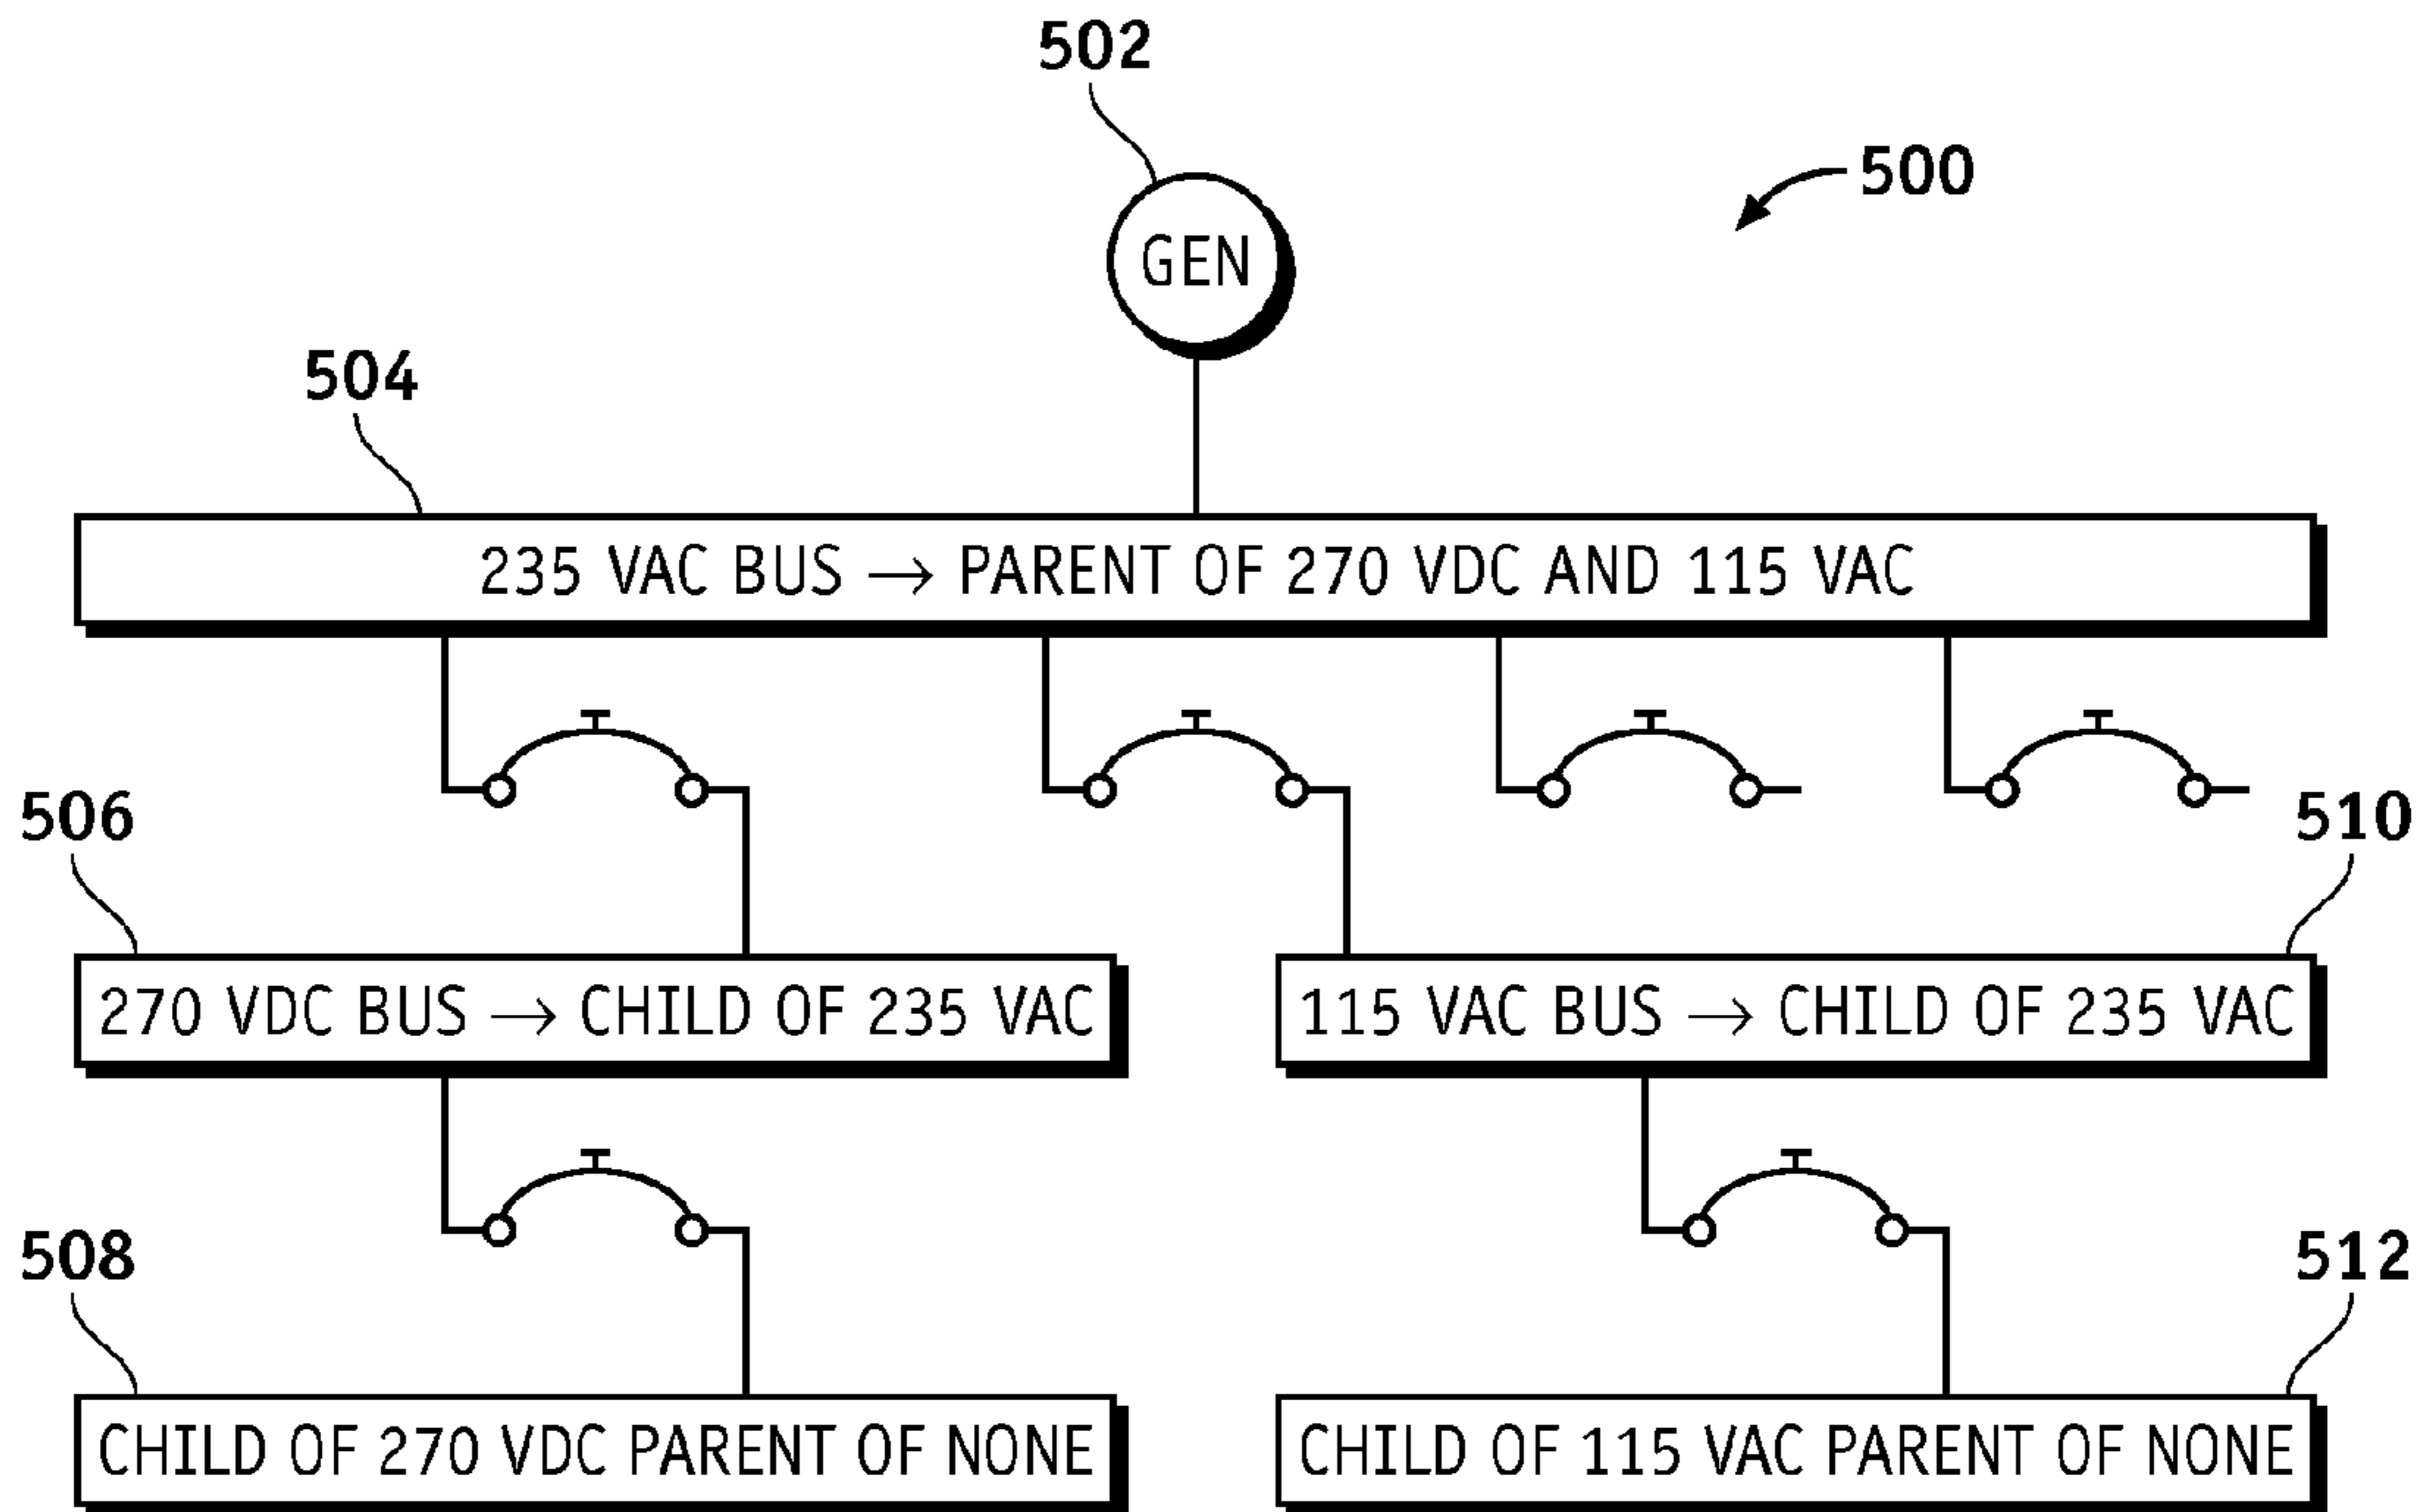 502
500
GEN
504
235 VAC BUS → PARENT OF 270 VDC AND 115 VAC
506
510
270 VDC BUS → CHILD OF 235 VAC
115 VAC BUS → CHILD OF 235 VAC
508
512
CHILD OF 270 VDC PARENT OF NONE
CHILD OF 115 VAC PARENT OF NONE